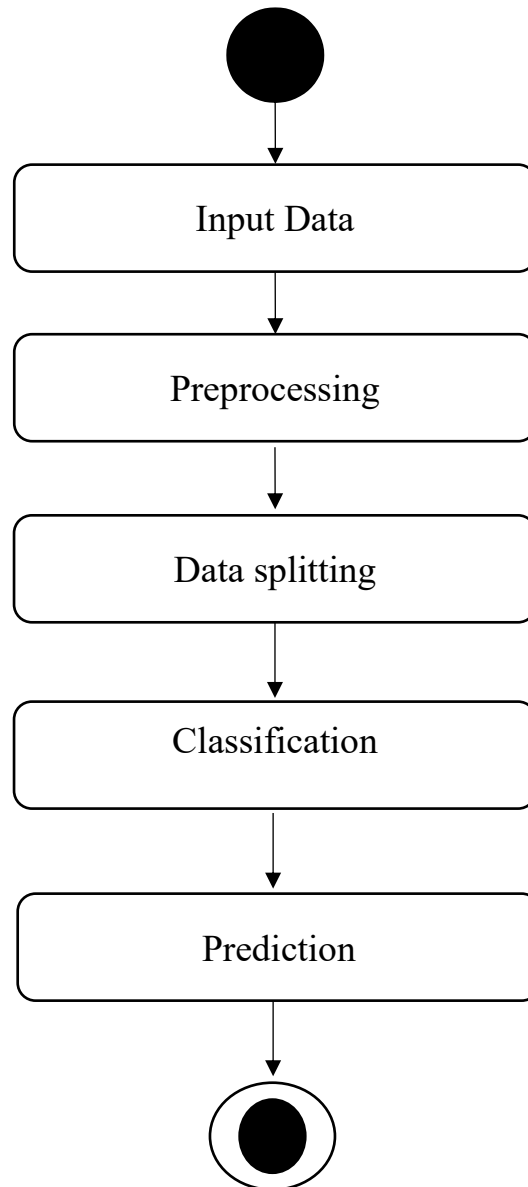 Input Data
Preprocessing
Data splitting
Classification
Prediction